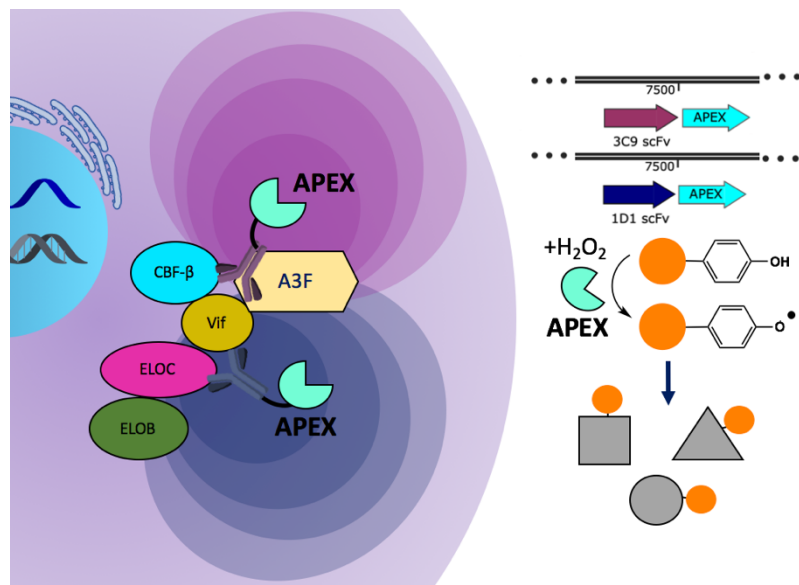 APEX
CBF-β
A3F
Vif
ELOC
ELOB
APEX
7500
APEX
3C9 scFv
7500
APEX
1D1 scFv
+H₂O₂
APEX
OH
O